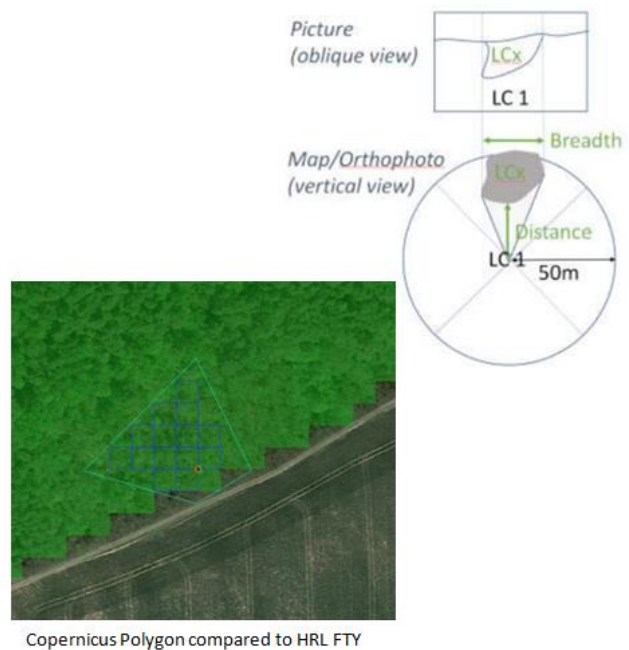 Picture
(oblique view)
LCx
LC 1
Breadth
Map/Orthophoto
(vertical view)
LCx
Distance
LC 1
50m
Copernicus Polygon compared to HRL FTY